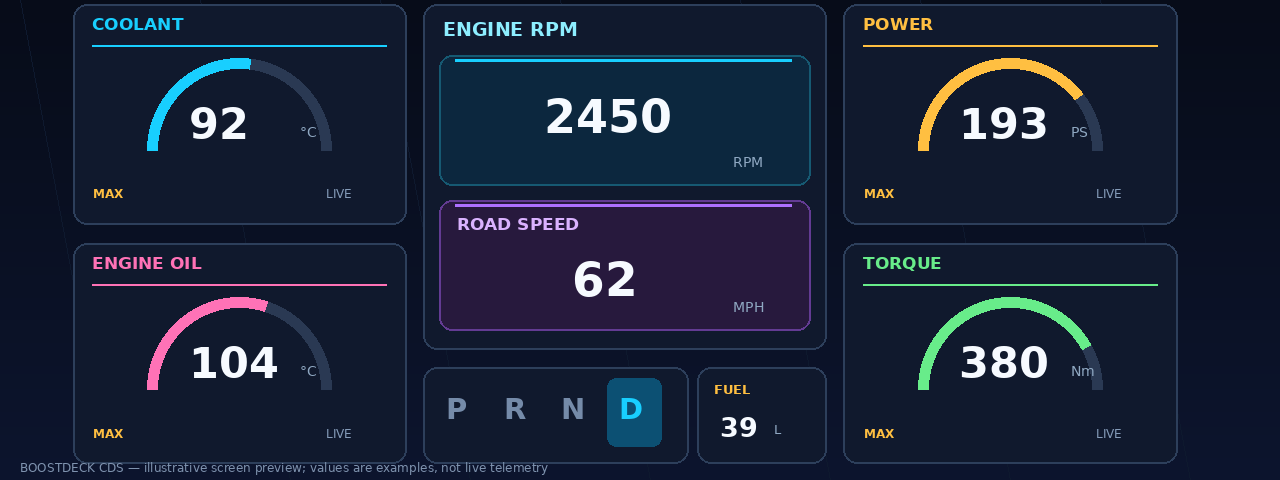 COOLANT
92 °C
MAX LIVE
ENGINE OIL
104 °C
MAX LIVE
ENGINE RPM
2450
RPM
ROAD SPEED
62
MPH
P R N D
FUEL
39 L
POWER
193 PS
MAX LIVE
TORQUE
380 Nm
MAX LIVE
BOOSTDECK CDS — illustrative screen preview; values are examples, not live telemetry